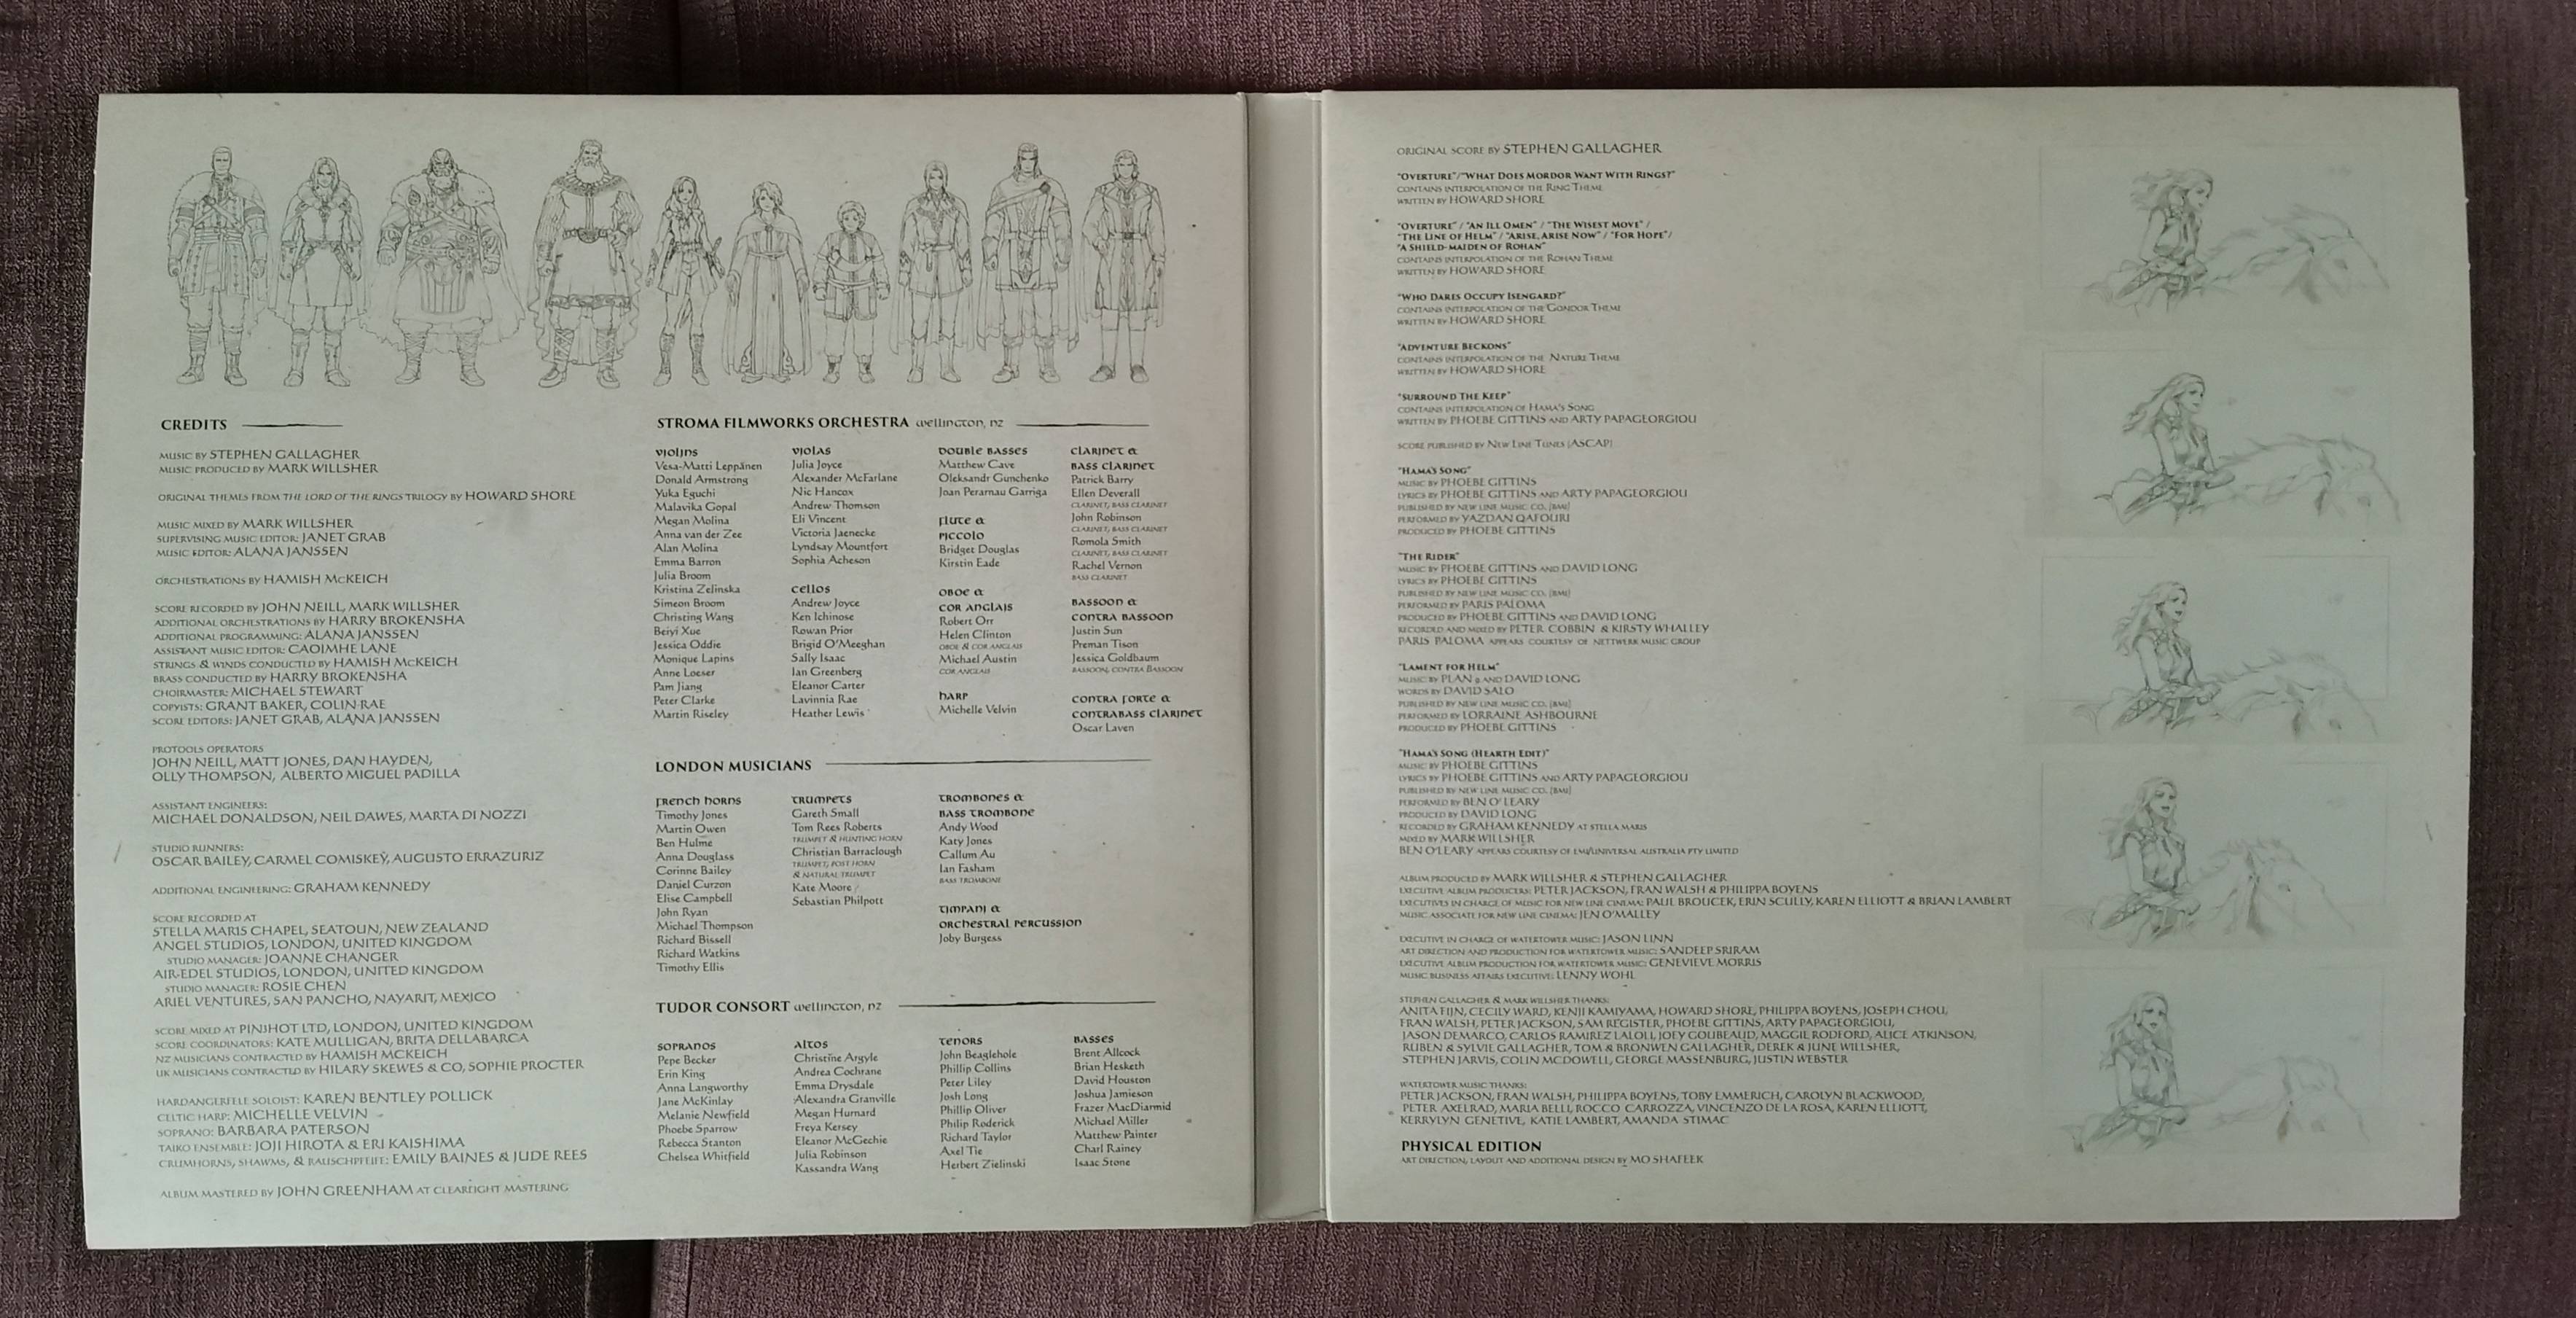 CREDITS
MUSIC BY STEPHEN GALLAGHER
MUSIC PRODUCED BY MARK WILLSHER
ORIGINAL THEMES FROM THE LORD OF THE RINGS TRILOGY BY HOWARD SHORE
MUSIC MIXED BY MARK WILLSHER
SUPERVISING MUSIC EDITOR: JANET GRAB
MUSIC EDITOR: ALANA JANSSEN
ORCHESTRATIONS BY HAMISH McKEICH
SCORE RECORDED BY JOHN NEILL, MARK WILLSHER
ADDITIONAL ORCHESTRATIONS BY HARRY BROKENSHA
ADDITIONAL PROGRAMMING: ALANA JANSSEN
ASSISTANT MUSIC EDITOR: CAOIMHE LANE
STRINGS & WINDS CONDUCTED BY HAMISH McKEICH
BRASS CONDUCTED BY HARRY BROKENSHA
CHOIRMASTER: MICHAEL STEWART
COPYISTS: GRANT BAKER, COLIN RAE
SCORE EDITORS: JANET GRAB, ALANA JANSSEN
PROTOOLS OPERATORS
JOHN NEILL, MATT JONES, DAN HAYDEN,
OLLY THOMPSON, ALBERTO MIGUEL PADILLA
ASSISTANT ENGINEERS:
MICHAEL DONALDSON, NEIL DAWES, MARTA DI NOZZI
STUDIO RUNNERS:
OSCAR BAILEY, CARMEL COMISKEY, AUGUSTO ERRAZURIZ
ADDITIONAL ENGINEERING: GRAHAM KENNEDY
SCORE RECORDED AT
STELLA MARIS CHAPEL, SEATOUN, NEW ZEALAND
ANGEL STUDIOS, LONDON, UNITED KINGDOM
STUDIO MANAGER: JOANNE CHANGER
AIR-EDEL STUDIOS, LONDON, UNITED KINGDOM
STUDIO MANAGER: ROSIE CHEN
ARIEL VENTURES, SAN PANCHO, NAYARIT, MEXICO
SCORE MIXED AT PINJHOT LTD, LONDON, UNITED KINGDOM
SCORE COORDINATORS: KATE MULLIGAN, BRITA DELLABARCA
NZ MUSICIANS CONTRACTED BY HAMISH MCKEICH
UK MUSICIANS CONTRACTED BY HILARY SKEWES & CO, SOPHIE PROCTER
HARDANGERFELE SOLOIST: KAREN BENTLEY POLLICK
CELTIC HARP: MICHELLE VELVIN
SOPRANO: BARBARA PATERSON
TAIKO ENSEMBLE: JOJI HIROTA & ERI KAISHIMA
CRUMHORNS, SHAWMS, & RAUSCHPFEIFE: EMILY BAINES & JUDE REES
ALBUM MASTERED BY JOHN GREENHAM AT CLEARLIGHT MASTERING
STROMA FILMWORKS ORCHESTRA wellington, nz
violins
Vesa-Matti Leppänen
Donald Armstrong
Yuka Eguchi
Malavika Gopal
Megan Molina
Anna van der Zee
Alan Molina
Emma Barron
Julia Broom
Kristina Zelinska
Simeon Broom
Christing Wang
Beiyi Xue
Jessica Oddie
Monique Lapins
Anne Loeser
Pam Jiang
Peter Clarke
Martin Riseley
violas
Julia Joyce
Alexander McFarlane
Nic Hancox
Andrew Thomson
Eli Vincent
Victoria Jaenecke
Lyndsay Mountfort
Sophia Acheson
cellos
Andrew Joyce
Ken Ichinose
Rowan Prior
Brigid O'Meeghan
Sally Isaac
Ian Greenberg
Eleanor Carter
Lavinnia Rae
Heather Lewis
double basses
Matthew Cave
Oleksandr Gunchenko
Joan Perarnau Garriga
flute &
piccolo
Bridget Douglas
Kirstin Eade
oboe &
cor anglais
Robert Orr
Helen Clinton
OBOE & COR ANGLAIS
Michael Austin
COR ANGLAIS
harp
Michelle Velvin
clarinet &
bass clarinet
Patrick Barry
Ellen Deverall
CLARINET, BASS CLARINET
John Robinson
CLARINET, BASS CLARINET
Romola Smith
CLARINET, BASS CLARINET
Rachel Vernon
BASS CLARINET
bassoon &
contra bassoon
Justin Sun
Preman Tison
Jessica Goldbaum
BASSOON, CONTRA BASSOON
contra forte &
contrabass clarinet
Oscar Laven
LONDON MUSICIANS
french horns
Timothy Jones
Martin Owen
Ben Hulme
Anna Douglass
Corinne Bailey
Daniel Curzon
Elise Campbell
John Ryan
Michael Thompson
Richard Bissell
Richard Watkins
Timothy Ellis
trumpets
Gareth Small
Tom Rees Roberts
TRUMPET & HUNTING HORN
Christian Barraclough
TRUMPET, POST HORN
& NATURAL TRUMPET
Kate Moore
Sebastian Philpott
trombones &
bass trombone
Andy Wood
Katy Jones
Callum Au
Ian Fasham
BASS TROMBONE
timpani &
orchestral percussion
Joby Burgess
TUDOR CONSORT wellington, nz
sopranos
Pepe Becker
Erin King
Anna Langworthy
Jane McKinlay
Melanie Newfield
Phoebe Sparrow
Rebecca Stanton
Chelsea Whitfield
altos
Christine Argyle
Andrea Cochrane
Emma Drysdale
Alexandra Granville
Megan Hurnard
Freya Kersey
Eleanor McGechie
Julia Robinson
Kassandra Wang
tenors
John Beaglehole
Phillip Collins
Peter Liley
Josh Long
Phillip Oliver
Philip Roderick
Richard Taylor
Axel Tie
Herbert Zielinski
basses
Brent Allcock
Brian Hesketh
David Houston
Joshua Jamieson
Frazer MacDiarmid
Michael Miller
Matthew Painter
Charl Rainey
Isaac Stone
ORIGINAL SCORE BY STEPHEN GALLAGHER
"OVERTURE"/"WHAT DOES MORDOR WANT WITH RINGS?"
CONTAINS INTERPOLATION OF THE RING THEME
WRITTEN BY HOWARD SHORE
"OVERTURE" / "AN ILL OMEN" / "THE WISEST MOVE" /
"THE LINE OF HELM" / "ARISE, ARISE NOW" / "FOR HOPE"/
"A SHIELD-MAIDEN OF ROHAN"
CONTAINS INTERPOLATION OF THE ROHAN THEME
WRITTEN BY HOWARD SHORE
"WHO DARES OCCUPY ISENGARD?"
CONTAINS INTERPOLATION OF THE GONDOR THEME
WRITTEN BY HOWARD SHORE
"ADVENTURE BECKONS"
CONTAINS INTERPOLATION OF THE NATURE THEME
WRITTEN BY HOWARD SHORE
"SURROUND THE KEEP"
CONTAINS INTERPOLATION OF HAMA'S SONG
WRITTEN BY PHOEBE GITTINS AND ARTY PAPAGEORGIOU
SCORE PUBLISHED BY NEW LINE TUNES (ASCAP)
"HAMA'S SONG"
MUSIC BY PHOEBE GITTINS
LYRICS BY PHOEBE GITTINS AND ARTY PAPAGEORGIOU
PUBLISHED BY NEW LINE MUSIC CO. (BMI)
PERFORMED BY YAZDAN QAFOURI
PRODUCED BY PHOEBE GITTINS
"THE RIDER"
MUSIC BY PHOEBE GITTINS AND DAVID LONG
LYRICS BY PHOEBE GITTINS
PUBLISHED BY NEW LINE MUSIC CO. (BMI)
PERFORMED BY PARIS PALOMA
PRODUCED BY PHOEBE GITTINS AND DAVID LONG
RECORDED AND MIXED BY PETER COBBIN & KIRSTY WHALLEY
PARIS PALOMA APPEARS COURTESY OF NETTWERK MUSIC GROUP
"LAMENT FOR HELM"
MUSIC BY PLAN 9 AND DAVID LONG
WORDS BY DAVID SALO
PUBLISHED BY NEW LINE MUSIC CO. (BMI)
PERFORMED BY LORRAINE ASHBOURNE
PRODUCED BY PHOEBE GITTINS
"HAMA'S SONG (HEARTH EDIT)"
MUSIC BY PHOEBE GITTINS
LYRICS BY PHOEBE GITTINS AND ARTY PAPAGEORGIOU
PUBLISHED BY NEW LINE MUSIC CO. (BMI)
PERFORMED BY BEN O'LEARY
PRODUCED BY DAVID LONG
RECORDED BY GRAHAM KENNEDY AT STELLA MARIS
MIXED BY MARK WILLSHER
BEN O'LEARY APPEARS COURTESY OF EMI/UNIVERSAL AUSTRALIA PTY LIMITED
ALBUM PRODUCED BY MARK WILLSHER & STEPHEN GALLAGHER
EXECUTIVE ALBUM PRODUCERS: PETER JACKSON, FRAN WALSH & PHILIPPA BOYENS
EXECUTIVES IN CHARGE OF MUSIC FOR NEW LINE CINEMA: PAUL BROUCEK, ERIN SCULLY, KAREN ELLIOTT & BRIAN LAMBERT
MUSIC ASSOCIATE FOR NEW LINE CINEMA: JEN O'MALLEY
EXECUTIVE IN CHARGE OF WATERTOWER MUSIC: JASON LINN
ART DIRECTION AND PRODUCTION FOR WATERTOWER MUSIC: SANDEEP SRIRAM
EXECUTIVE ALBUM PRODUCTION FOR WATERTOWER MUSIC: GENEVIEVE MORRIS
MUSIC BUSINESS AFFAIRS EXECUTIVE: LENNY WOHL
STEPHEN GALLAGHER & MARK WILLSHER THANKS:
ANITA FIJN, CECILY WARD, KENJI KAMIYAMA, HOWARD SHORE, PHILIPPA BOYENS, JOSEPH CHOU,
FRAN WALSH, PETER JACKSON, SAM REGISTER, PHOEBE GITTINS, ARTY PAPAGEORGIOU,
JASON DEMARCO, CARLOS RAMIREZ LALOLI, JOEY GOUBEAUD, MAGGIE RODFORD, ALICE ATKINSON,
RUBEN & SYLVIE GALLAGHER, TOM & BRONWEN GALLAGHER, DEREK & JUNE WILLSHER,
STEPHEN JARVIS, COLIN MCDOWELL, GEORGE MASSENBURG, JUSTIN WEBSTER
WATERTOWER MUSIC THANKS:
PETER JACKSON, FRAN WALSH, PHILIPPA BOYENS, TOBY EMMERICH, CAROLYN BLACKWOOD,
PETER AXELRAD, MARIA BELLI, ROCCO CARROZZA, VINCENZO DE LA ROSA, KAREN ELLIOTT,
KERRYLYN GENETIVE, KATIE LAMBERT, AMANDA STIMAC
PHYSICAL EDITION
ART DIRECTION, LAYOUT AND ADDITIONAL DESIGN BY MO SHAFEEK